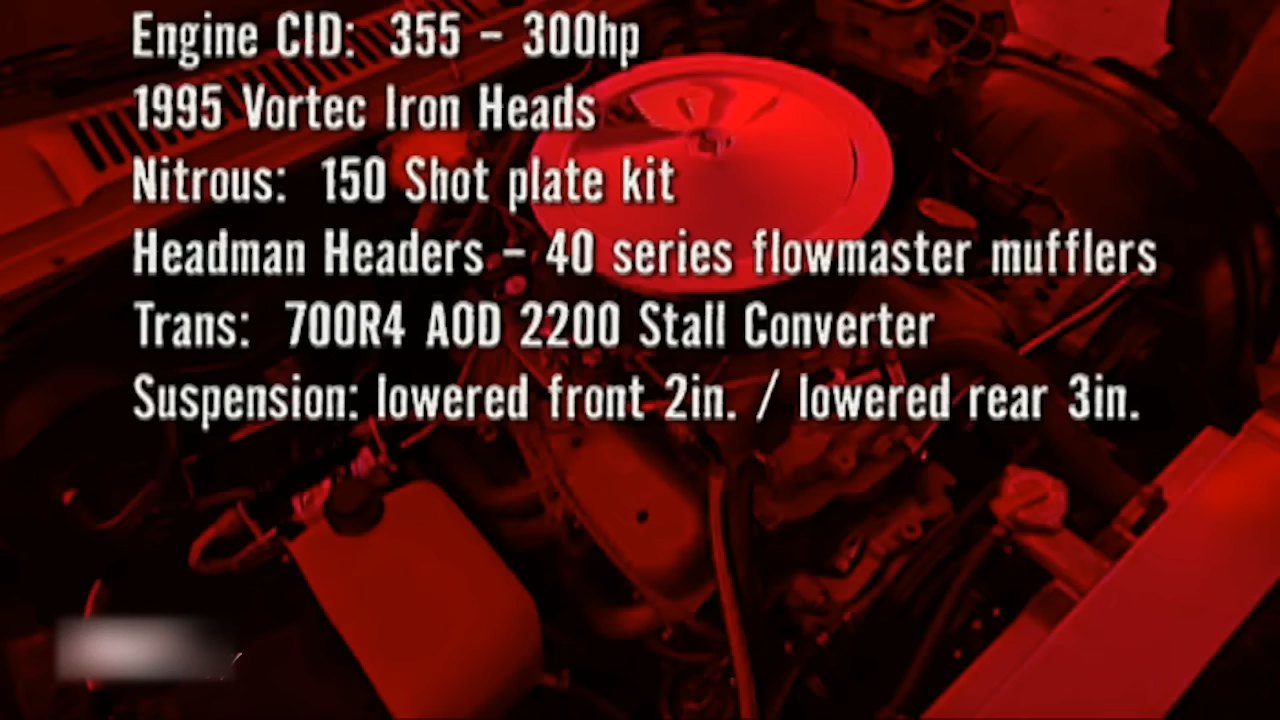 Engine CID: 355 – 300hp
1995 Vortec Iron Heads
Nitrous: 150 Shot plate kit
Headman Headers – 40 series flowmaster mufflers
Trans: 700R4 AOD 2200 Stall Converter
Suspension: lowered front 2in. / lowered rear 3in.